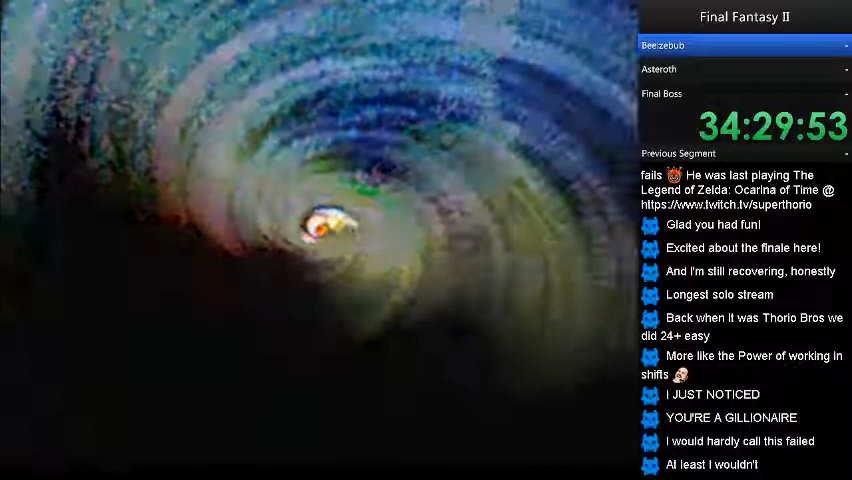 Final Fantasy II
Beelzebub -
Asteroth -
Final Boss -
34:29:53
Previous Segment -
fails He was last playing The
Legend of Zelda: Ocarina of Time @
https://www.twitch.tv/superthorio
Glad you had fun!
Excited about the finale here!
And I'm still recovering, honestly
Longest solo stream
Back when it was Thorio Bros we
did 24+ easy
More like the Power of working in
shifts
I JUST NOTICED
YOU'RE A GILLIONAIRE
I would hardly call this failed
At least I wouldn't